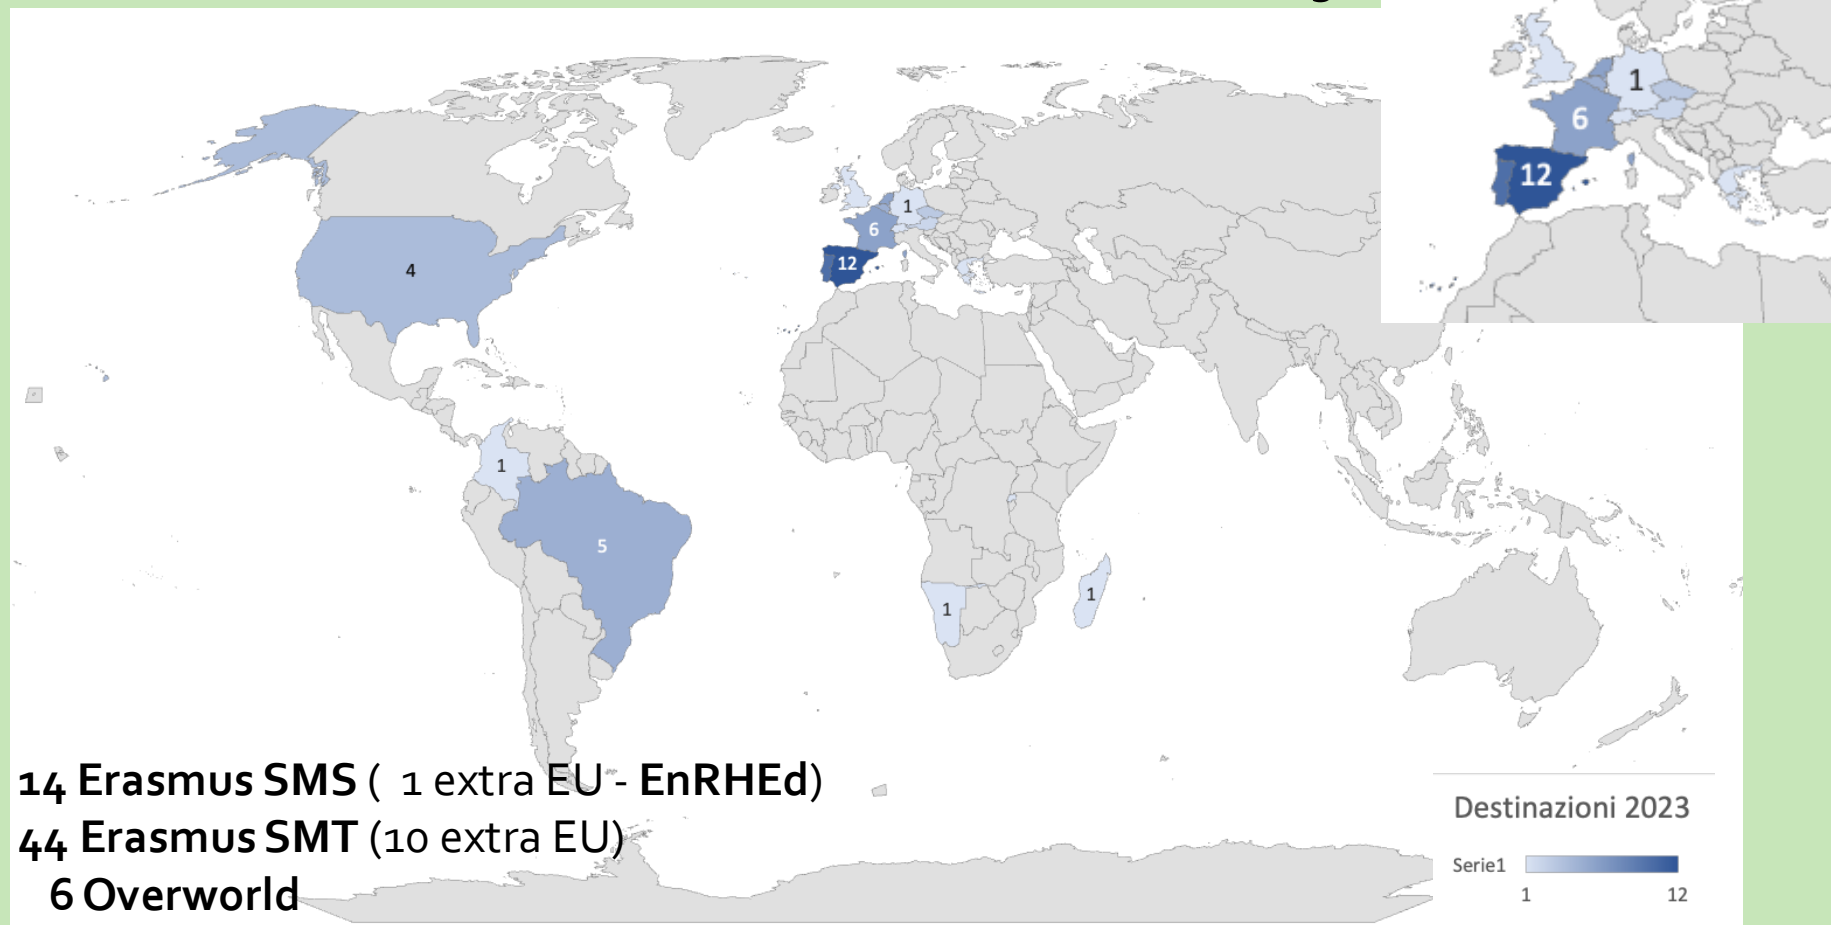 g
1
6
12
1
6
12
4
1
5
1
1
14 Erasmus SMS ( 1 extra EU - EnRHEd)
44 Erasmus SMT (10 extra EU)
6 Overworld
Destinazioni 2023
Serie1
1 12